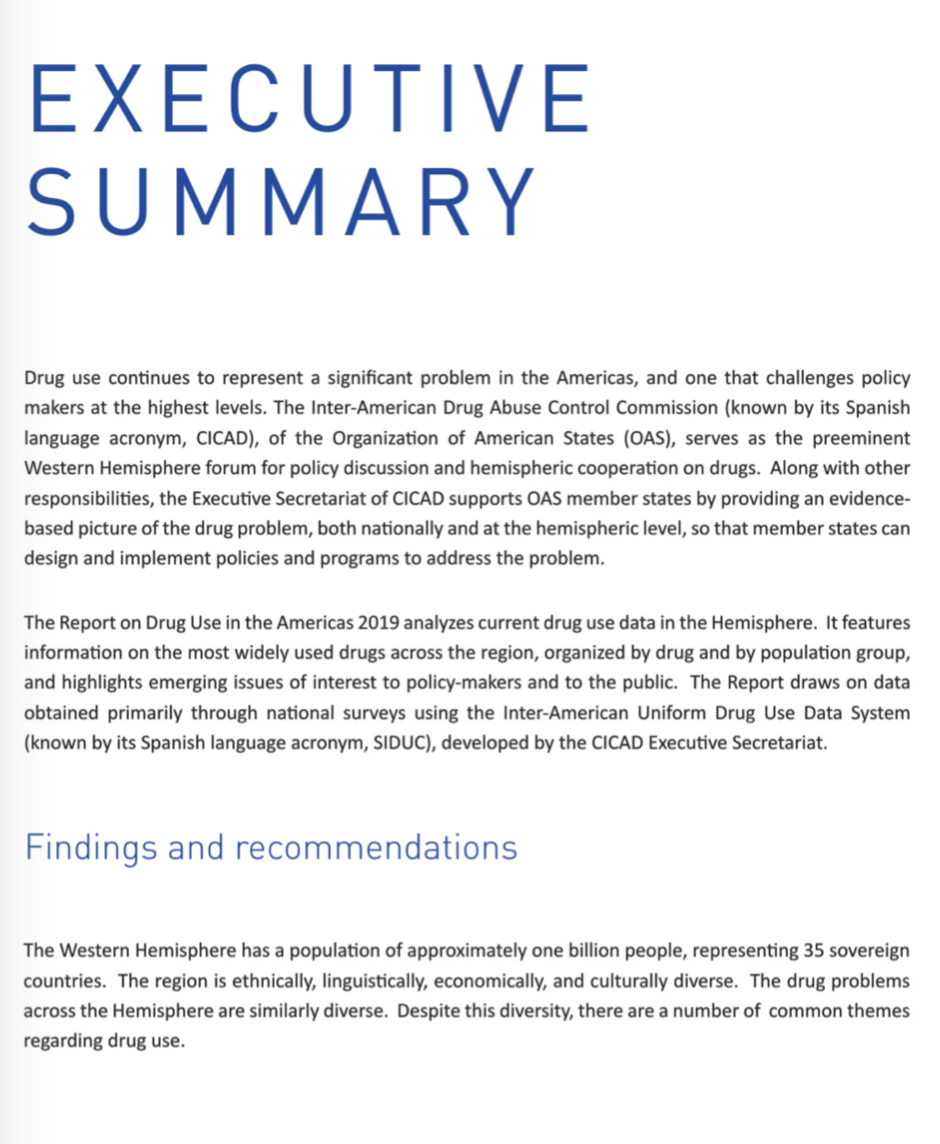 EXECUTIVE
SUMMARY
Drug use continues to represent a significant problem in the Americas, and one that challenges policy
makers at the highest levels. The Inter-American Drug Abuse Control Commission (known by its Spanish
language acronym, CICAD), of the Organization of American States (OAS), serves as the preeminent
Western Hemisphere forum for policy discussion and hemispheric cooperation on drugs. Along with other
responsibilities, the Executive Secretariat of CICAD supports OAS member states by providing an evidence-
based picture of the drug problem, both nationally and at the hemispheric level, so that member states can
design and implement policies and programs to address the problem.
The Report on Drug Use in the Americas 2019 analyzes current drug use data in the Hemisphere. It features
information on the most widely used drugs across the region, organized by drug and by population group,
and highlights emerging issues of interest to policy-makers and to the public. The Report draws on data
obtained primarily through national surveys using the Inter-American Uniform Drug Use Data System
(known by its Spanish language acronym, SIDUC), developed by the CICAD Executive Secretariat.
Findings and recommendations
The Western Hemisphere has a population of approximately one billion people, representing 35 sovereign
countries. The region is ethnically, linguistically, economically, and culturally diverse. The drug problems
across the Hemisphere are similarly diverse. Despite this diversity, there are a number of common themes
regarding drug use.